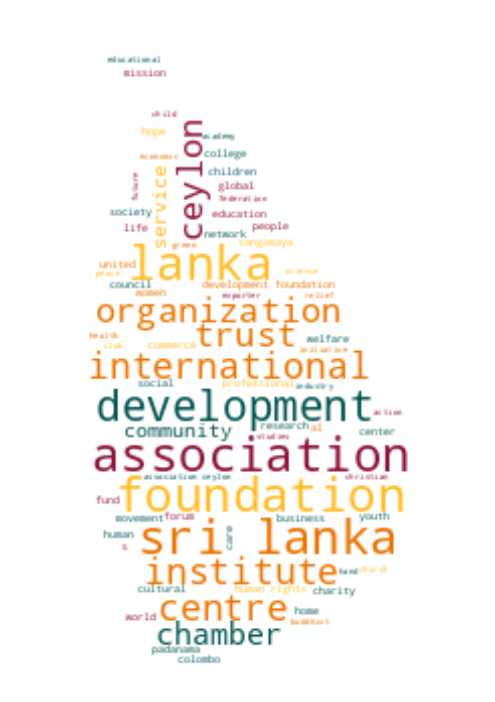 educational
mission
child
hope
academy
ceylon
economic
college
service
children
future
global
federation
society
education
life
people
network
green
sangamaya
lanka
united
science
peace
council
development foundation
women
exporter
relief
organization
trust
health
welfare
club
commerce
initiative
international
social
professional
industry
development
action
community
research
al
center
studies
association
association ceylon
christian
foundation
fund
movement
forum
business
youth
sri lanka
human
care
s
institute
hand
church
cultural
human rights
charity
centre
home
world
buddhist
chamber
padanama
colombo